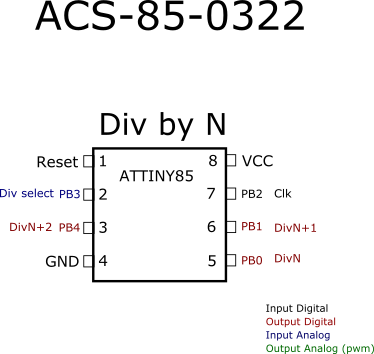 ACS-85-0322
Div by N
Reset 1 8 VCC
ATTINY85
Div select PB3 2 7 PB2 Clk
DivN+2 PB4 3 6 PB1 DivN+1
GND 4 5 PB0 DivN
Input Digital
Output Digital
Input Analog
Output Analog (pwm)